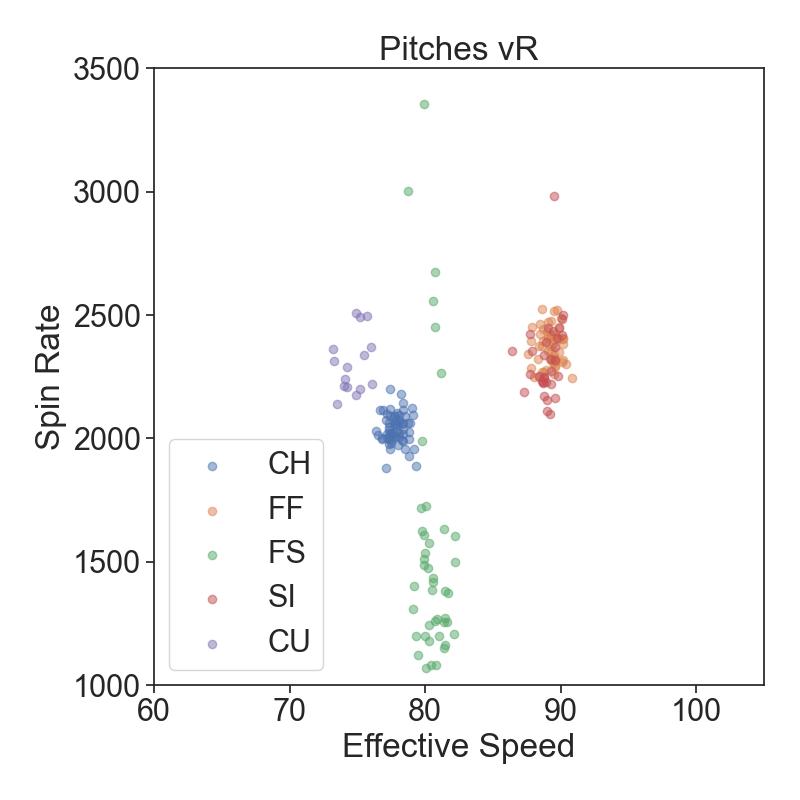 Pitches vR
3500
3000
2500
2000
1500
1000
Spin Rate
CH
FF
FS
SI
CU
60 70 80 90 100
Effective Speed